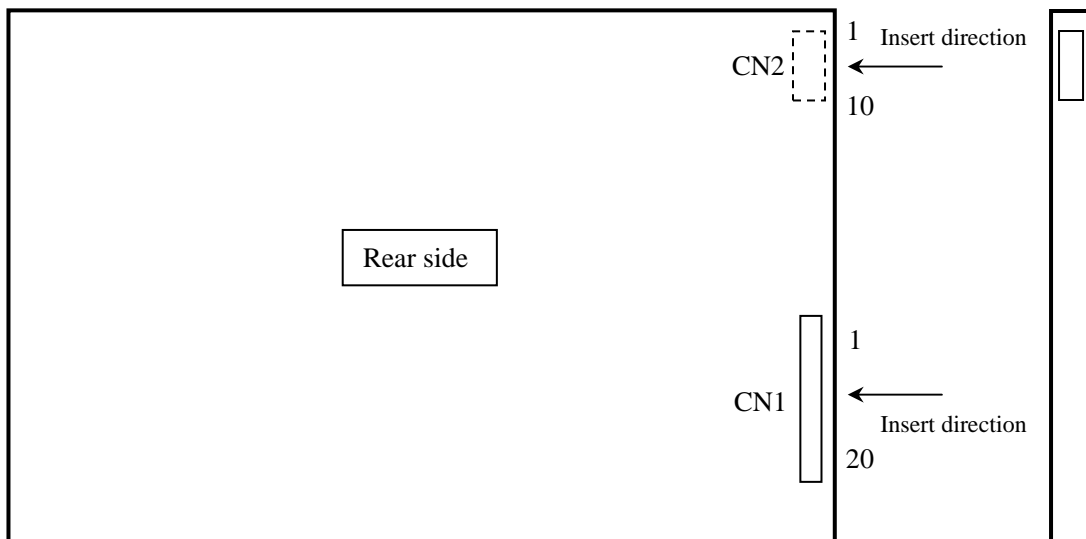 1
Insert direction
CN2
10
Rear side
1
CN1
Insert direction
20